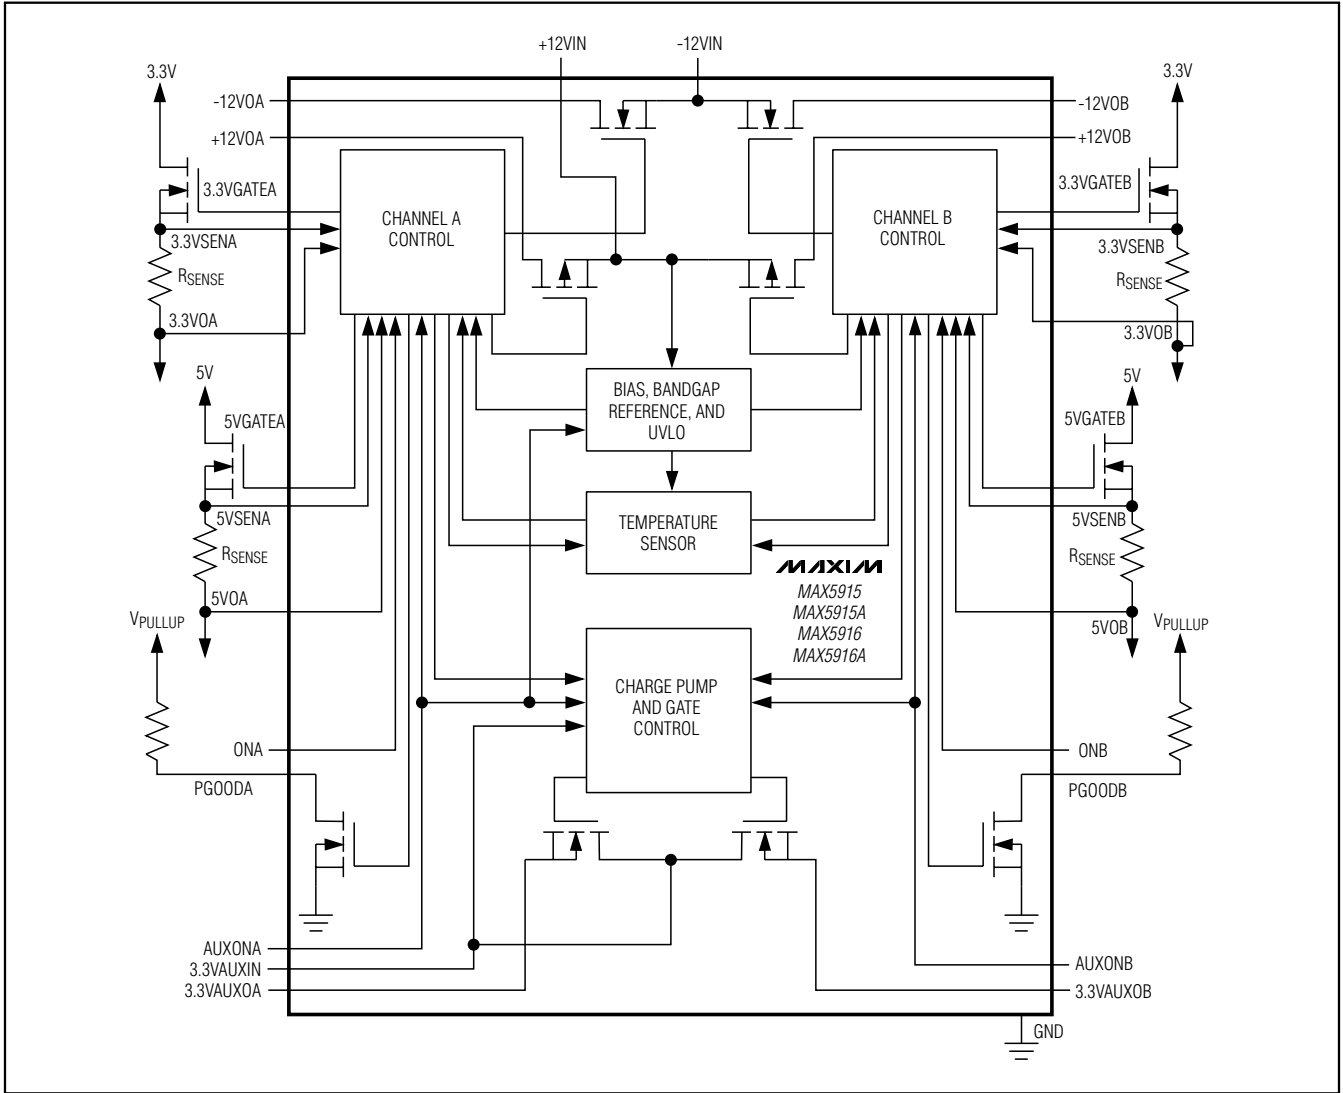 +12VIN
-12VIN
3.3V
3.3V
-12VOA
-12VOB
+12VOA
+12VOB
3.3VGATEA
CHANNEL A
CONTROL
CHANNEL B
CONTROL
3.3VGATEB
3.3VSENA
3.3VSENB
RSENSE
RSENSE
3.3VOA
3.3VOB
5V
5V
BIAS, BANDGAP
REFERENCE, AND
UVLO
5VGATEA
5VGATEB
5VSENA
5VSENB
TEMPERATURE
SENSOR
RSENSE
RSENSE
MAXIM
MAX5915
MAX5915A
MAX5916
MAX5916A
5VOA
5VOB
VPULLUP
VPULLUP
CHARGE PUMP
AND GATE
CONTROL
ONA
ONB
PGOODA
PGOODB
AUXONA
AUXONB
3.3VAUXIN
3.3VAUXOA
3.3VAUXOB
GND